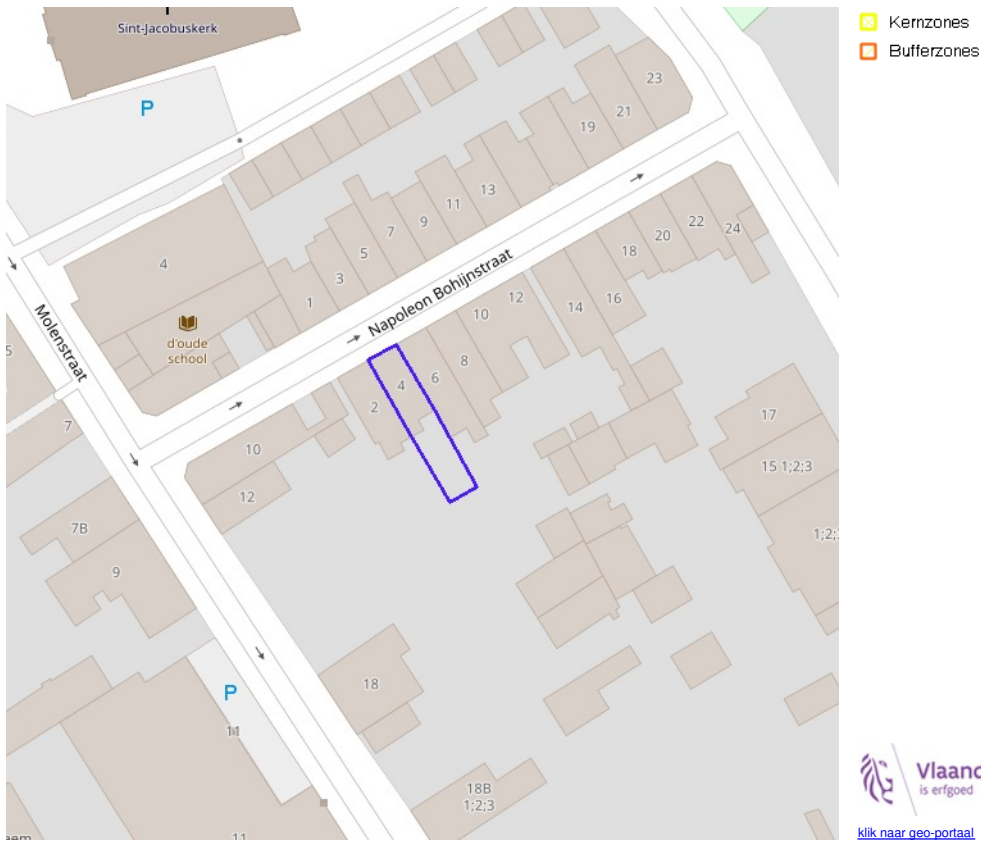 Sint-Jacobuskerk
P
Kernzones
Bufferzones
23
21
19
13
11
9
7
5
3
1
4
d'oude
school
Molenstraat
Napoleon Bohijnstraat
5
7
2
4
6
8
10
12
14
16
18
20
22
24
10
12
7B
9
17
15 1;2;3
1;2;
18
P
11
18B
1;2;3
11
Vlaand
is erfgoed
klik naar geo-portaal